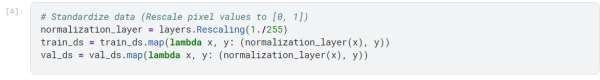 [4]:
# Standardize data (Rescale pixel values to [0, 1])
normalization_layer = layers.Rescaling(1./255)
train_ds = train_ds.map(lambda x, y: (normalization_layer(x), y))
val_ds = val_ds.map(lambda x, y: (normalization_layer(x), y))